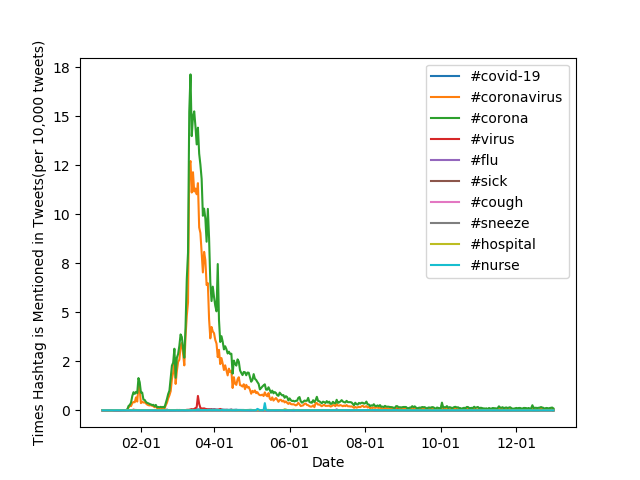 Times Hashtag is Mentioned in Tweets(per 10,000 tweets)
18
15
12
10
8
5
2
0
02-01 04-01 06-01 08-01 10-01 12-01
Date
#covid-19
#coronavirus
#corona
#virus
#flu
#sick
#cough
#sneeze
#hospital
#nurse